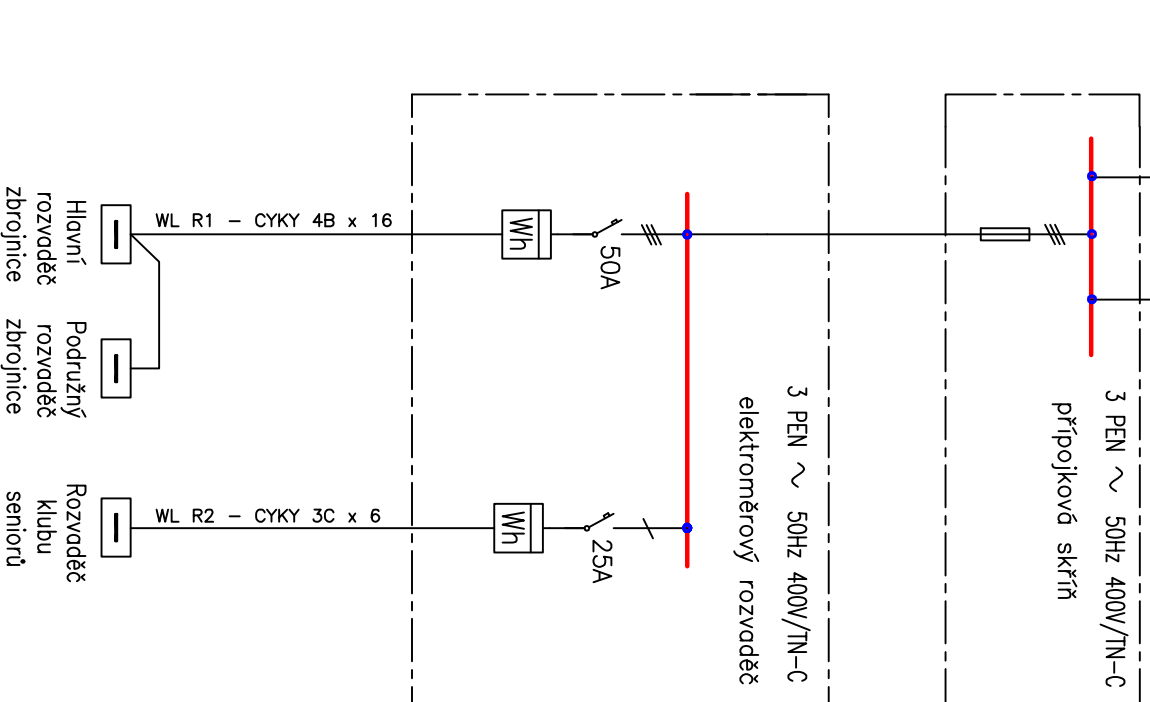 Hlavní
rozvaděč
zbrojnice
WL R1 - CYKY 4B x 16
Wh
50A
Podružný
rozvaděč
zbrojnice
Rozvaděč
klubu
seniorů
WL R2 - CYKY 3C x 6
Wh
25A
3 PEN ~ 50Hz 400V/TN-C
elektroměrový rozvaděč
3 PEN ~ 50Hz 400V/TN-C
přípojková skříň